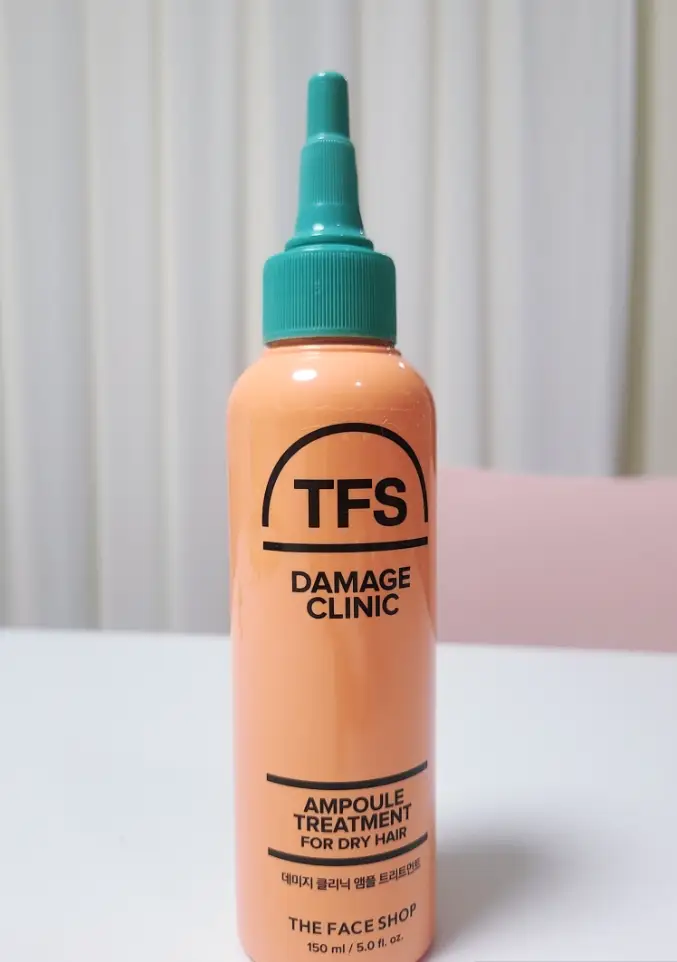 TFS
DAMAGE
CLINIC
AMPOULE
TREATMENT
FOR DRY HAIR
데미지 클리닉 앰플 트리트먼트
THE FACE SHOP
150 ml / 5.0 fl. oz.